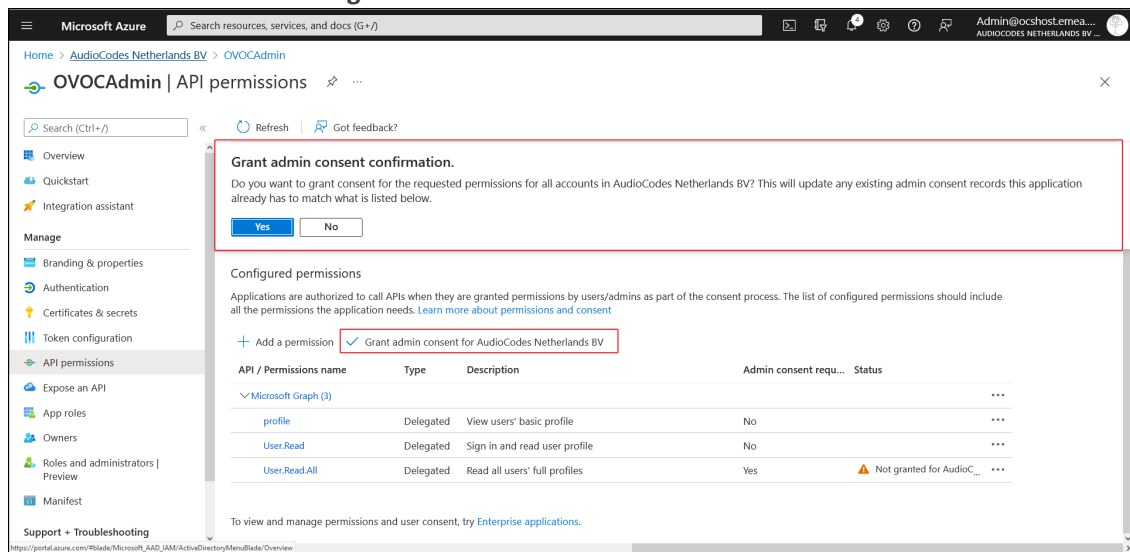 Microsoft Azure
Search resources, services, and docs (G+/)
4
Admin@ocshost.emea....
AUDIOCODES NETHERLANDS BV ...
Home > AudioCodes Netherlands BV > OVOCAdmin
OVOCAdmin | API permissions
Search (Ctrl+/)
Refresh
Got feedback?
Overview
Quickstart
Integration assistant
Manage
Branding & properties
Authentication
Certificates & secrets
Token configuration
API permissions
Expose an API
App roles
Owners
Roles and administrators |
Preview
Manifest
Support + Troubleshooting
Grant admin consent confirmation.
Do you want to grant consent for the requested permissions for all accounts in AudioCodes Netherlands BV? This will update any existing admin consent records this application
already has to match what is listed below.
Yes
No
Configured permissions
Applications are authorized to call APIs when they are granted permissions by users/admins as part of the consent process. The list of configured permissions should include
all the permissions the application needs. Learn more about permissions and consent
Add a permission
Grant admin consent for AudioCodes Netherlands BV
API / Permissions name Type Description Admin consent requ... Status
Microsoft Graph (3) ...
profile Delegated View users' basic profile No ...
User.Read Delegated Sign in and read user profile No ...
User.Read.All Delegated Read all users' full profiles Yes Not granted for AudioC... ...
To view and manage permissions and user consent, try Enterprise applications.
https://portal.azure.com/#blade/Microsoft_AAD_IAM/ActiveDirectoryMenuBlade/Overview